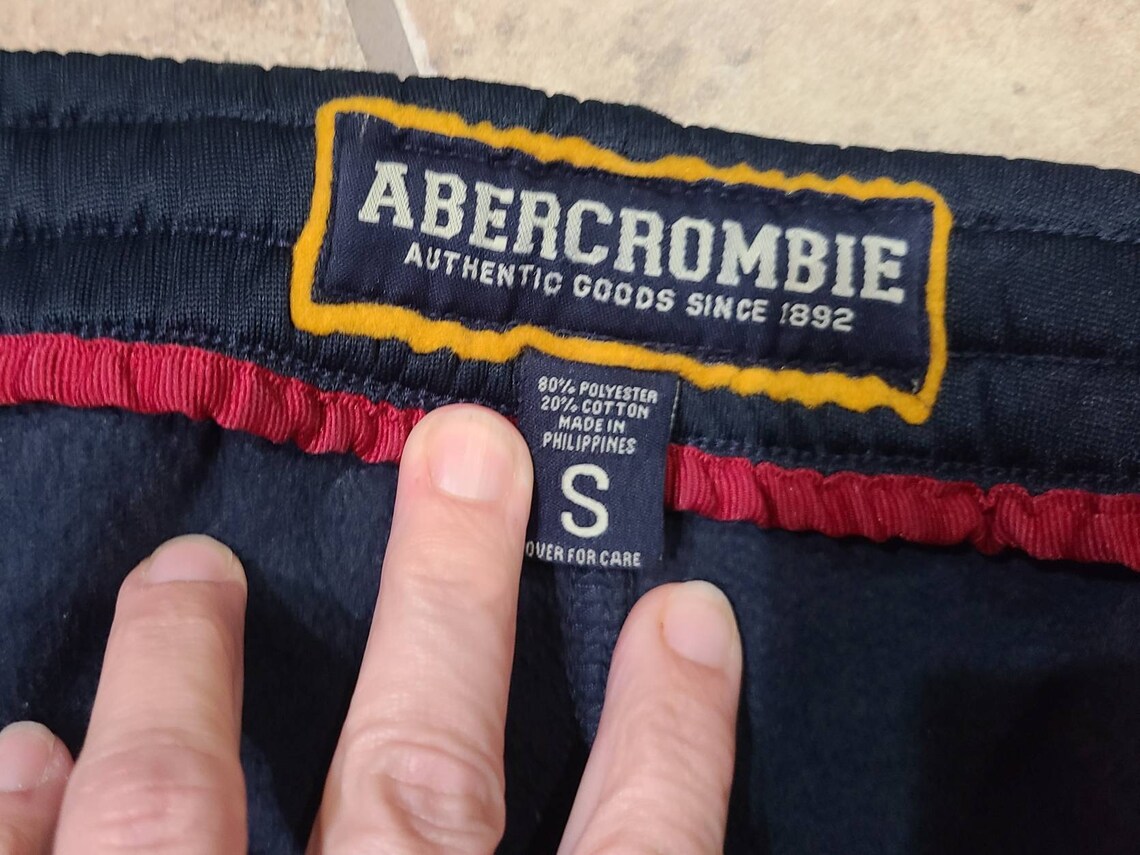 ABERCROMBIE
AUTHENTIC GOODS SINCE 1892
80% POLYESTER
20% COTTON
MADE IN
PHILIPPINES
S
OVER FOR CARE